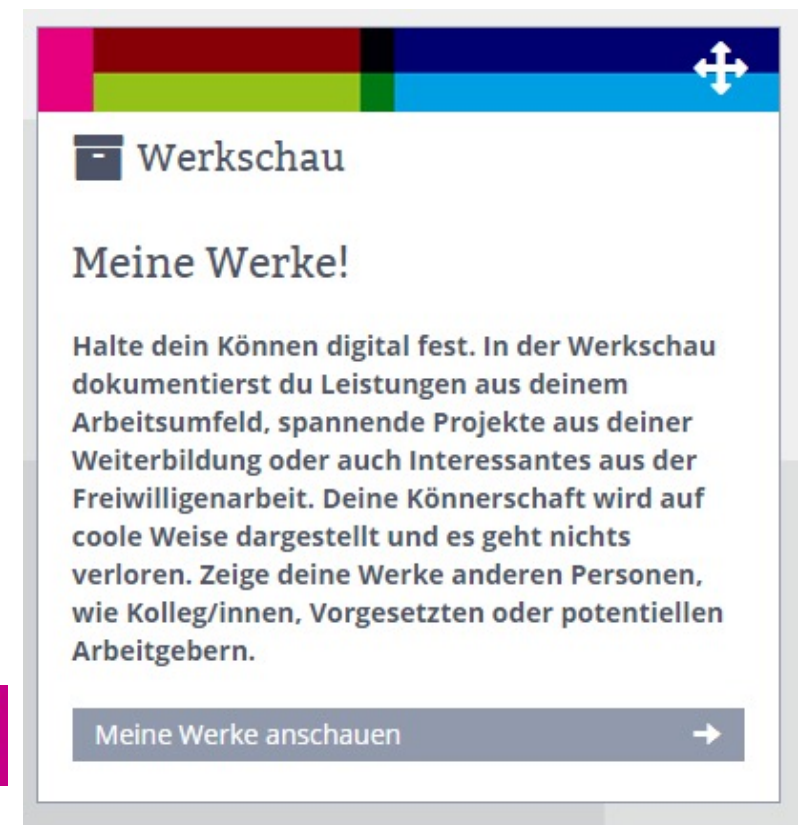 Werkschau
Meine Werke!
Halte dein Können digital fest. In der Werkschau
dokumentierst du Leistungen aus deinem
Arbeitsumfeld, spannende Projekte aus deiner
Weiterbildung oder auch Interessantes aus der
Freiwilligenarbeit. Deine Könnerschaft wird auf
coole Weise dargestellt und es geht nichts
verloren. Zeige deine Werke anderen Personen,
wie Kolleg/innen, Vorgesetzten oder potentiellen
Arbeitgebern.
Meine Werke anschauen